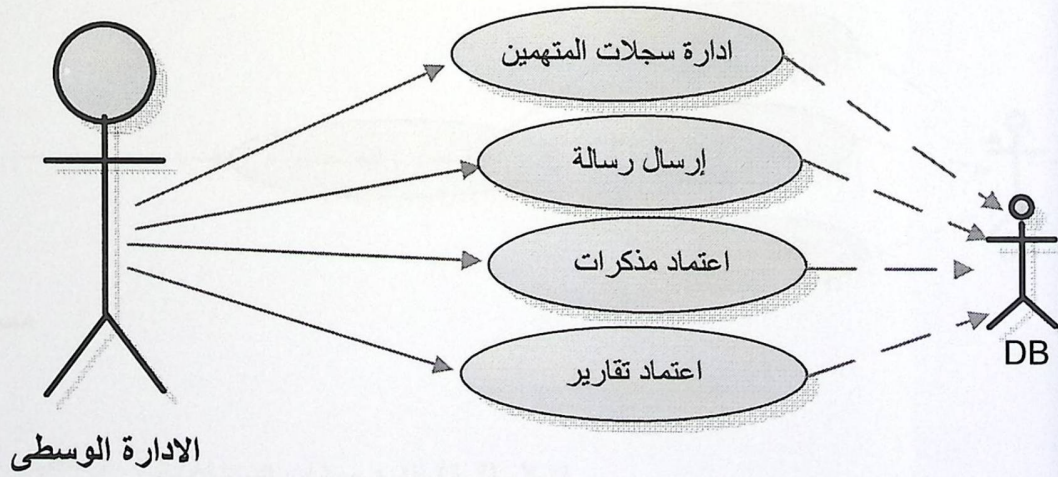 ادارة سجلات المتهمين
إرسال رسالة
اعتماد مذكرات
اعتماد تقارير
DB
الادارة الوسطى